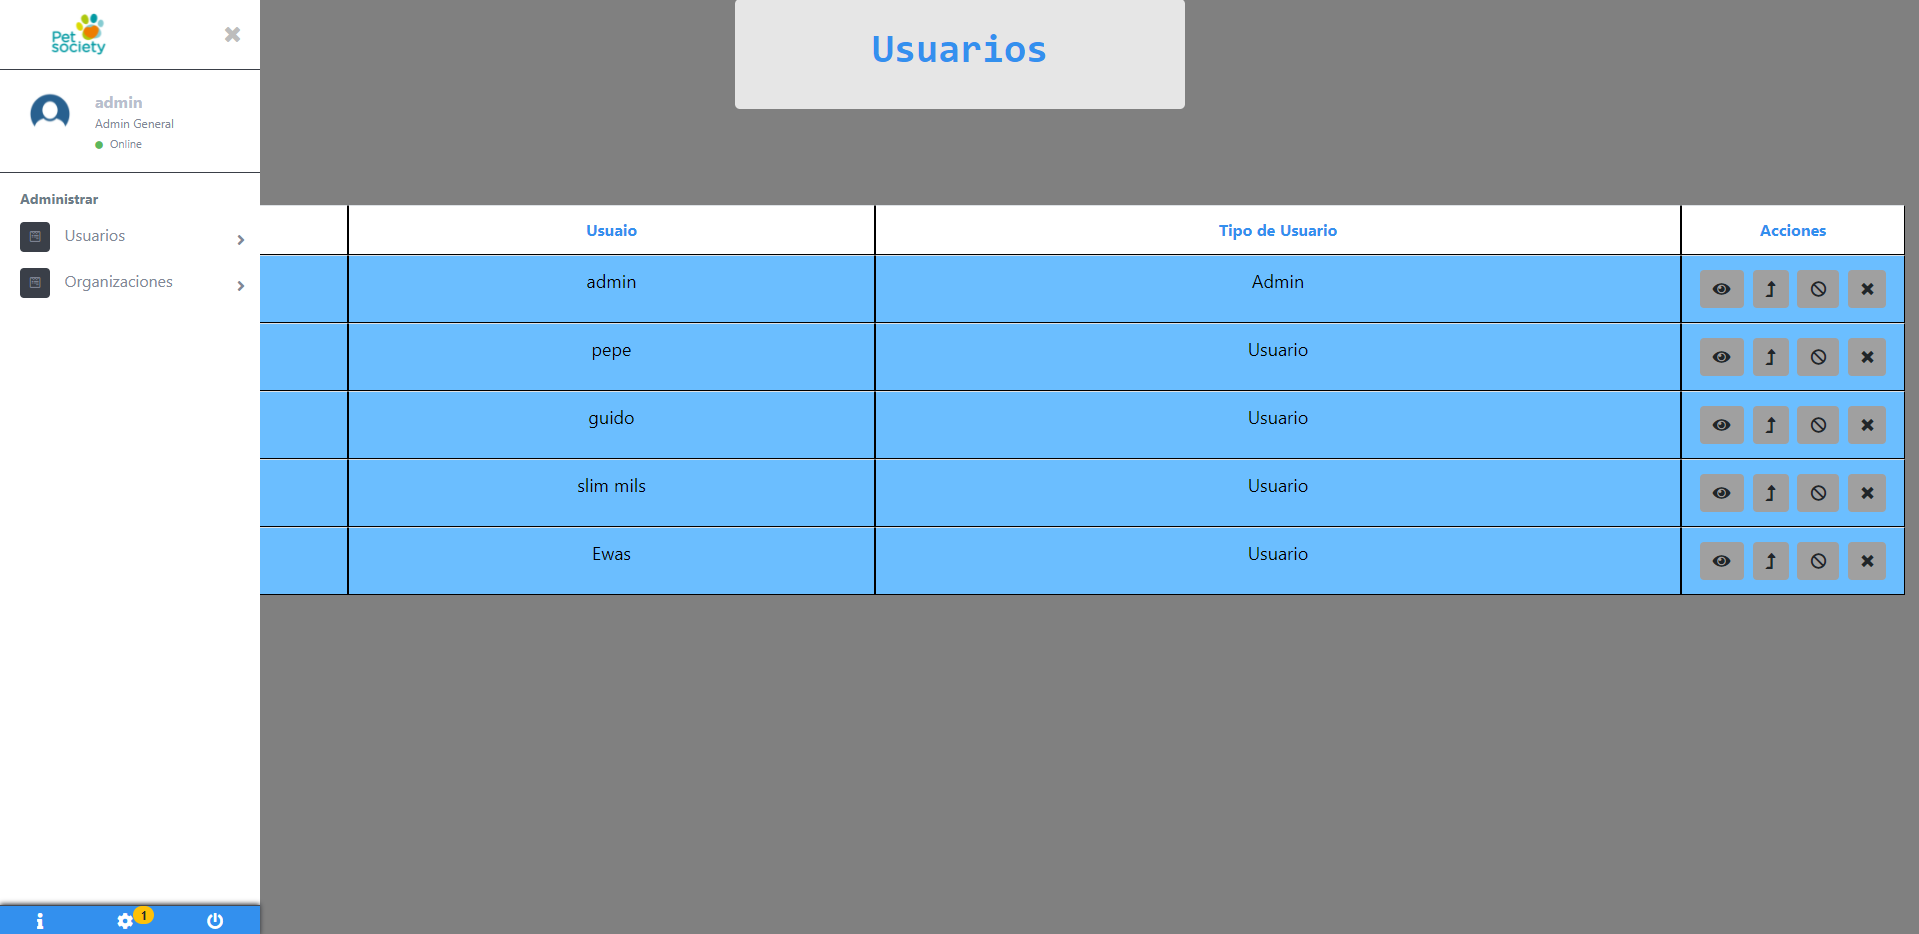 Pet
society
admin
Admin General
Online
Administrar
Usuarios
Organizaciones
1
Usuarios
Usuaio Tipo de Usuario Acciones
admin Admin
pepe Usuario
guido Usuario
slim mils Usuario
Ewas Usuario